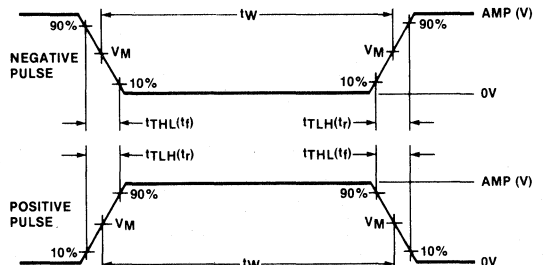 tW
AMP (V)
90%
90%
VM
VM
NEGATIVE
PULSE
10%
10%
0V
tTHL(tf)
tTLH(tr)
tTLH(tr)
tTHL(tf)
AMP (V)
90%
90%
POSITIVE
PULSE
VM
VM
10%
10%
tW
0V